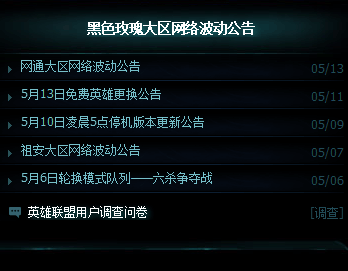 黑色玫瑰大区网络波动公告
网通大区网络波动公告 05/13
5月13日免费英雄更换公告 05/11
5月10日凌晨5点停机版本更新公告 05/09
祖安大区网络波动公告 05/07
5月6日轮换模式队列——六杀争夺战 05/06
英雄联盟用户调查问卷 [调查]